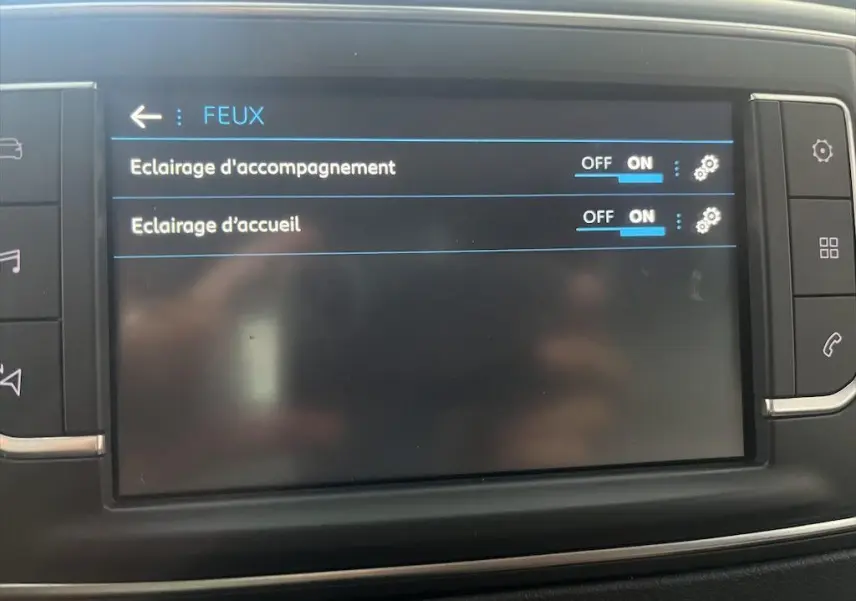 FEUX
Eclairage d'accompagnement OFF ON
Eclairage d'accueil OFF ON